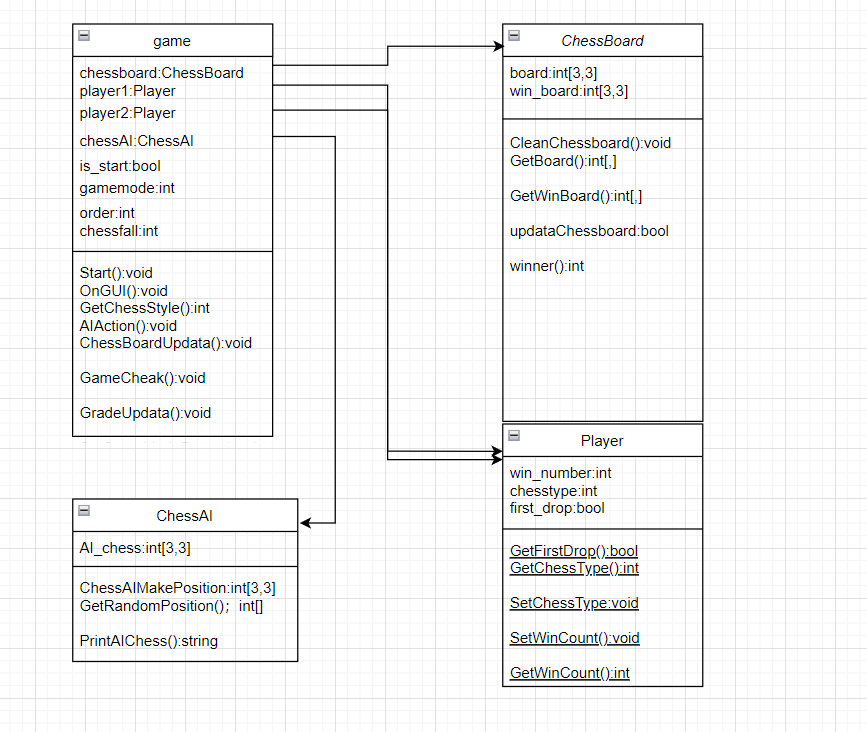 game
chessboard:ChessBoard
player1:Player
player2:Player
chessAI:ChessAI
is_start:bool
gamemode:int
order:int
chessfall:int
Start():void
OnGUI():void
GetChessStyle():int
AIAction():void
ChessBoardUpdata():void
GameCheak():void
GradeUpdata():void
ChessBoard
board:int[3,3]
win_board:int[3,3]
CleanChessboard():void
GetBoard():int[,]
GetWinBoard():int[,]
updataChessboard:bool
winner():int
ChessAI
AI_chess:int[3,3]
ChessAIMakePosition:int[3,3]
GetRandomPosition()；int[]
PrintAIChess():string
Player
win_number:int
chesstype:int
first_drop:bool
GetFirstDrop():bool
GetChessType():int
SetChessType:void
SetWinCount():void
GetWinCount():int